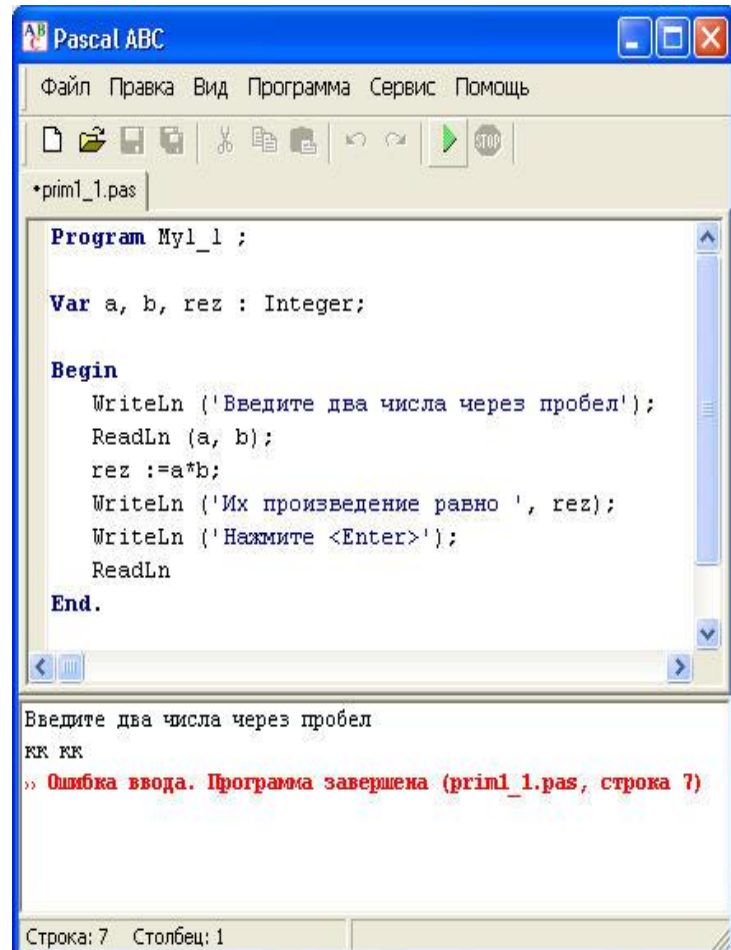 Pascal ABC
Файл Правка Вид Программа Сервис Помощь
STOP
•prim1_1.pas
Program My1_1 ;
Var a, b, rez : Integer;
Begin
WriteLn ('Введите два числа через пробел');
ReadLn (a, b);
rez :=a*b;
WriteLn ('Их произведение равно ', rez);
WriteLn ('Нажмите <Enter>');
ReadLn
End.
Введите два числа через пробел
кк кк
» Ошибка ввода. Программа завершена (prim1_1.pas, строка 7)
Строка: 7 Столбец: 1